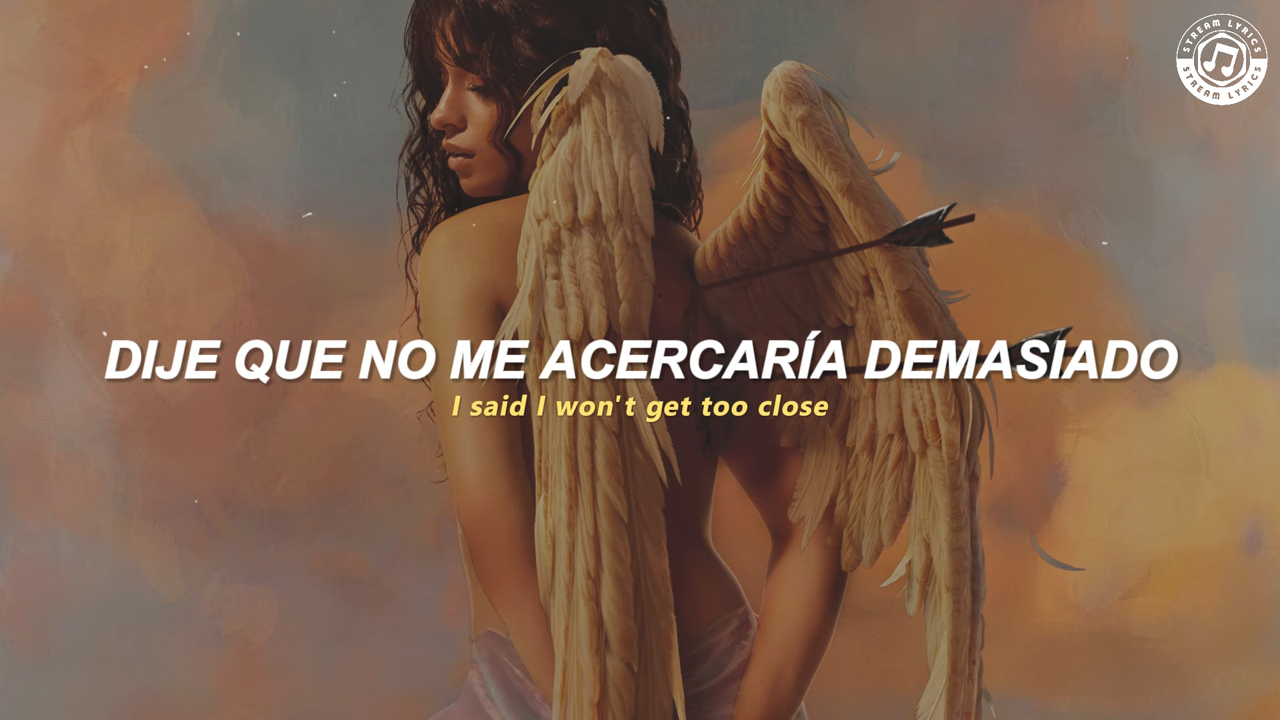 STREAM LYRICS
STREAM LYRICS
DIJE QUE NO ME ACERCARÍA DEMASIADO
I said I won't get too close